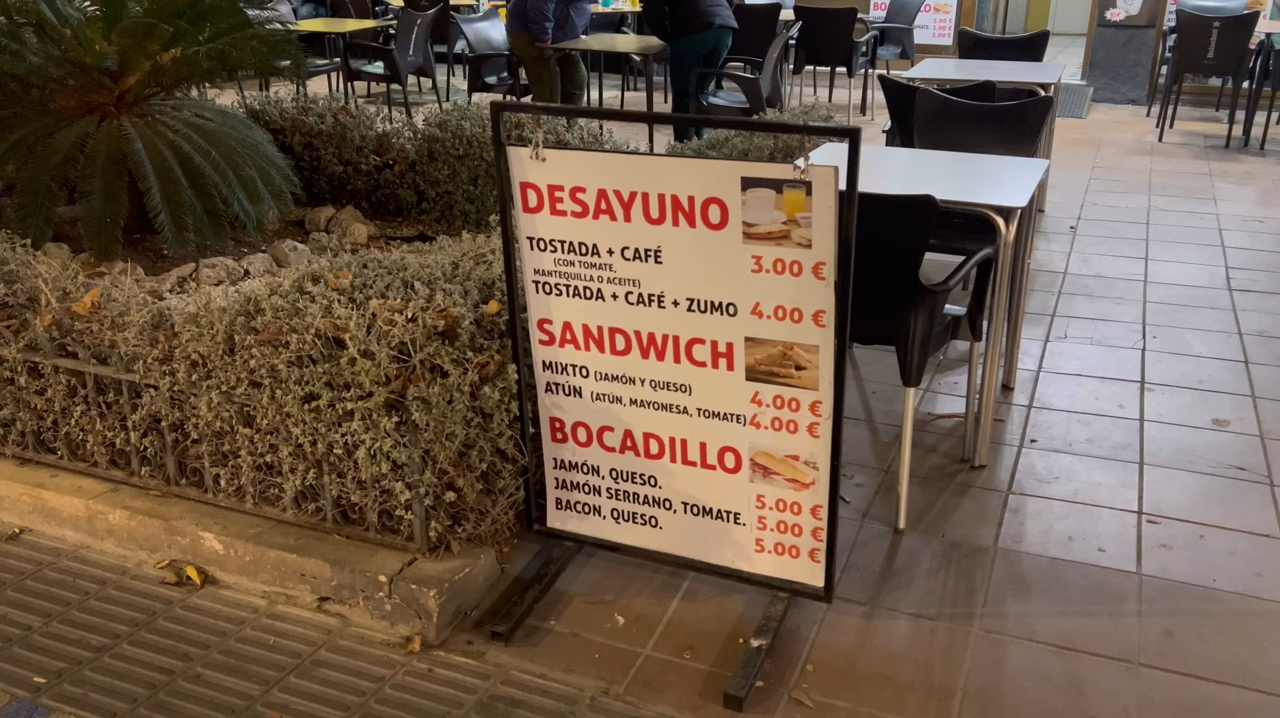 DESAYUNO
TOSTADA + CAFÉ 3.00 €
(CON TOMATE,
MANTEQUILLA O ACEITE)
TOSTADA + CAFÉ + ZUMO 4.00 €
SANDWICH
MIXTO (JAMÓN Y QUESO) 4.00 €
ATÚN (ATÚN, MAYONESA, TOMATE) 4.00 €
BOCADILLO
JAMÓN, QUESO. 5.00 €
JAMÓN SERRANO, TOMATE. 5.00 €
BACON, QUESO. 5.00 €